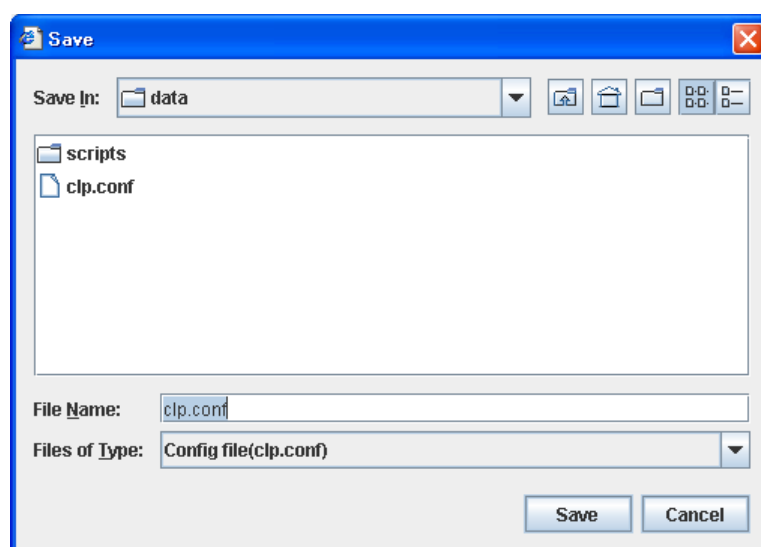 Save
Save In: data
scripts
clp.conf
File Name: clp.conf
Files of Type: Config file(clp.conf)
Save Cancel